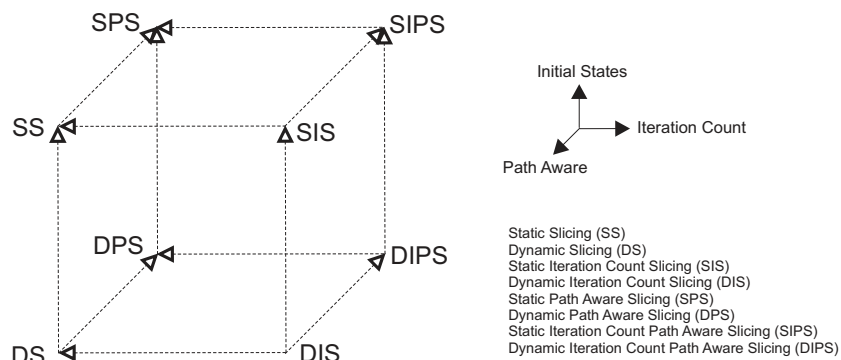 SPS
SIPS
SS
SIS
DPS
DIPS
DS
DIS
Initial States
Iteration Count
Path Aware
Static Slicing (SS)
Dynamic Slicing (DS)
Static Iteration Count Slicing (SIS)
Dynamic Iteration Count Slicing (DIS)
Static Path Aware Slicing (SPS)
Dynamic Path Aware Slicing (DPS)
Static Iteration Count Path Aware Slicing (SIPS)
Dynamic Iteration Count Path Aware Slicing (DIPS)